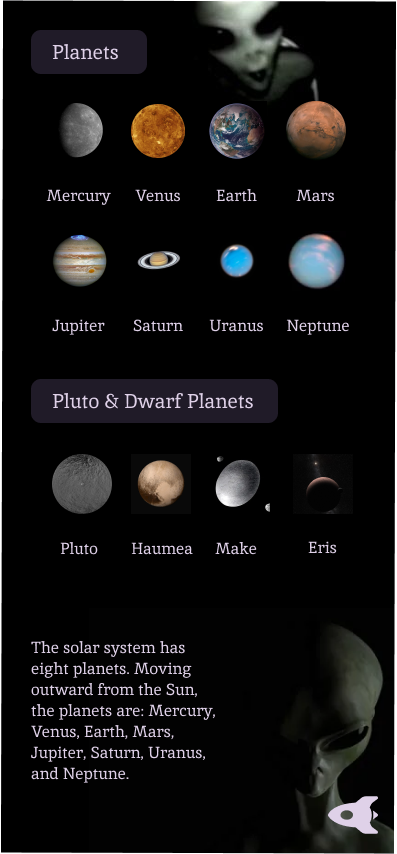 Planets
Mercury Venus Earth Mars
Jupiter Saturn Uranus Neptune
Pluto & Dwarf Planets
Pluto Haumea Make Eris
The solar system has
eight planets. Moving
outward from the Sun,
the planets are: Mercury,
Venus, Earth, Mars,
Jupiter, Saturn, Uranus,
and Neptune.